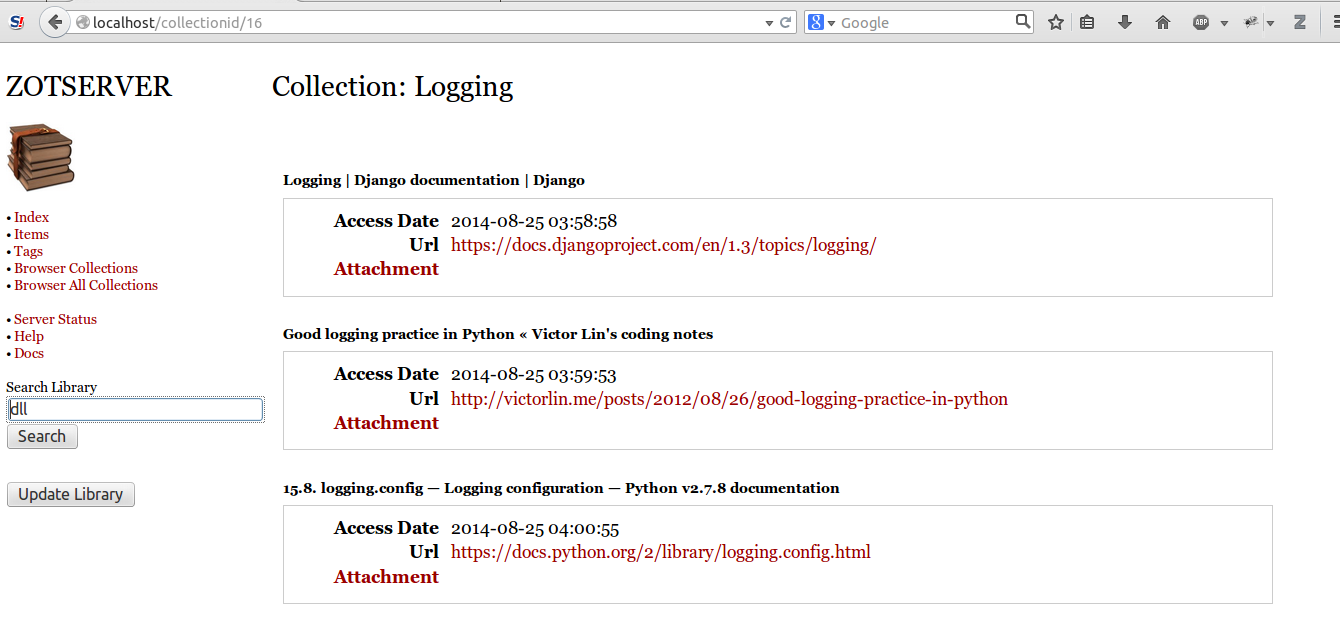 S!
localhost/collectionid/16
8
Google
ABP
Z
ZOTSERVER
Collection: Logging
• Index
• Items
• Tags
• Browser Collections
• Browser All Collections
• Server Status
• Help
• Docs
Search Library
dll
Search
Update Library
Logging | Django documentation | Django
Access Date 2014-08-25 03:58:58
Url https://docs.djangoproject.com/en/1.3/topics/logging/
Attachment
Good logging practice in Python « Victor Lin's coding notes
Access Date 2014-08-25 03:59:53
Url http://victorlin.me/posts/2012/08/26/good-logging-practice-in-python
Attachment
15.8. logging.config — Logging configuration — Python v2.7.8 documentation
Access Date 2014-08-25 04:00:55
Url https://docs.python.org/2/library/logging.config.html
Attachment